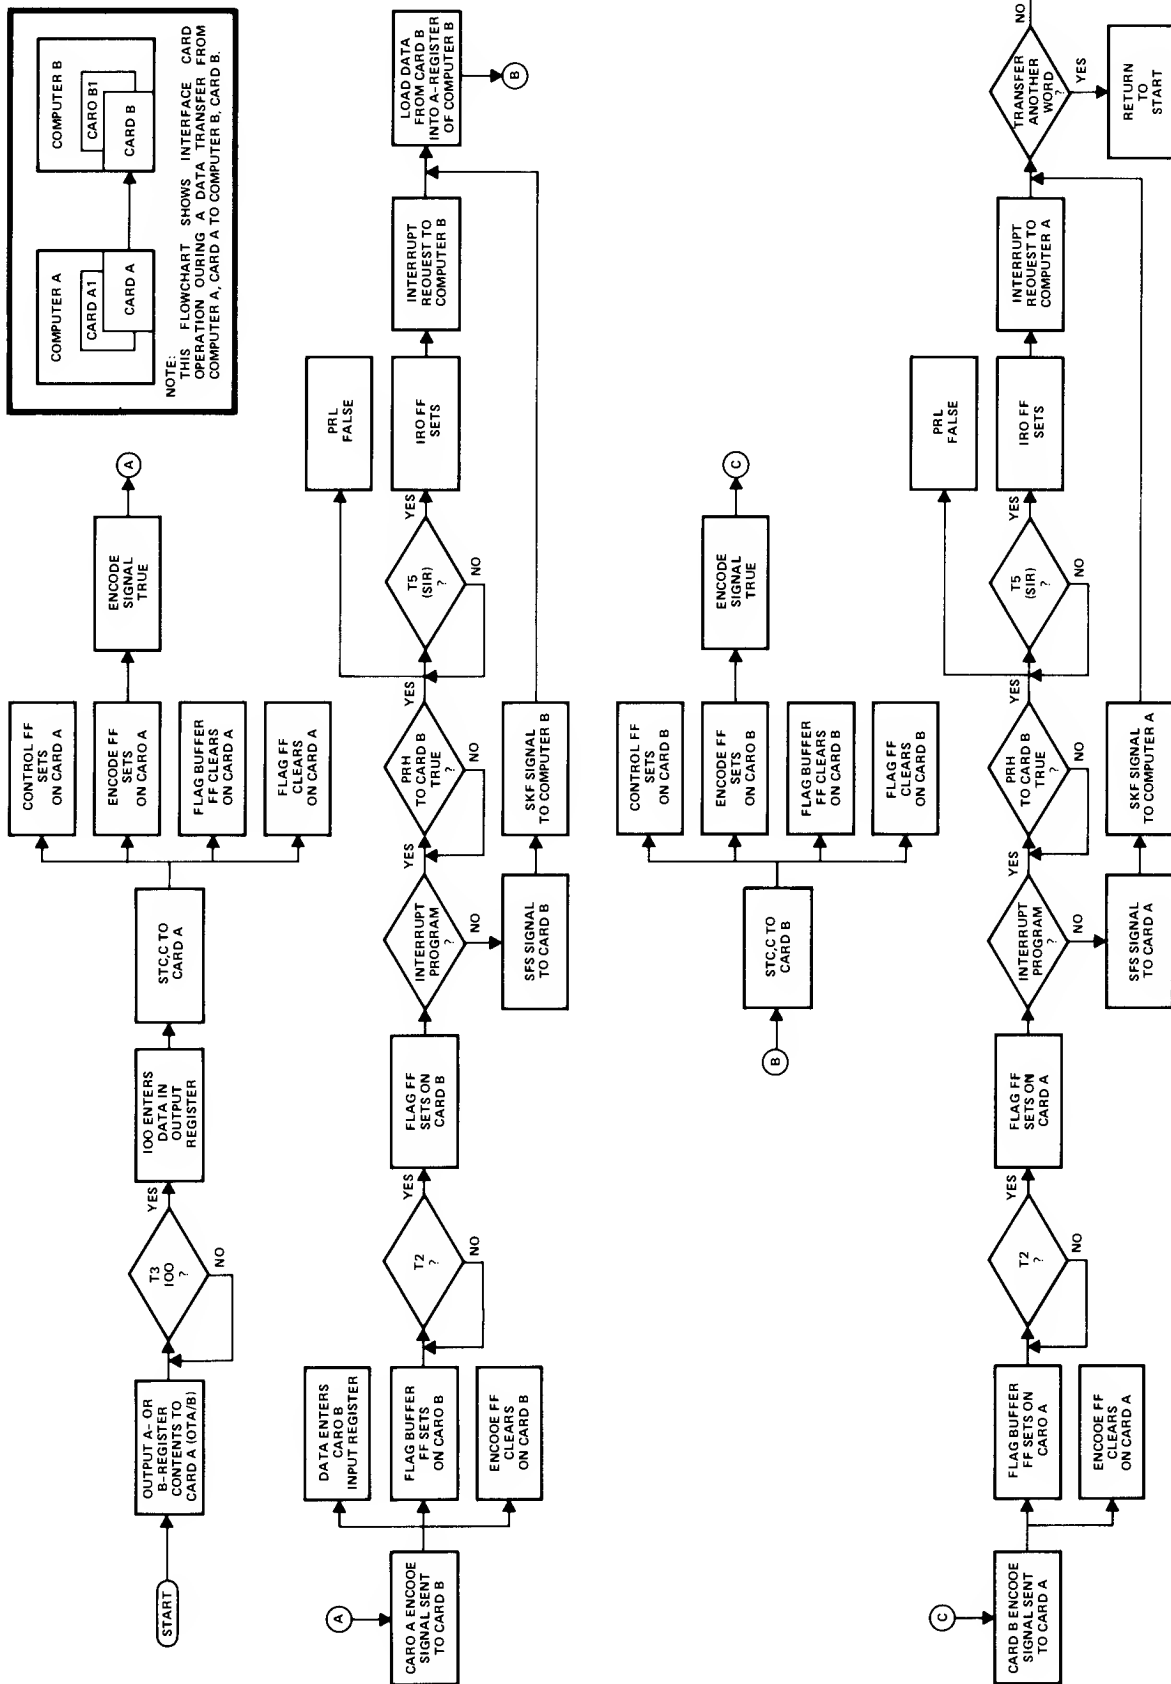 START
OUTPUT A- OR
B-REGISTER
CONTENTS TO
CARD A (OTA/B)
T3
IOO
?
YES
NO
IOO ENTERS
DATA IN
OUTPUT
REGISTER
STC,C TO
CARD A
CONTROL FF
SETS
ON CARD A
ENCODE FF
SETS
ON CARO A
FLAG BUFFER
FF CLEARS
ON CARD A
FLAG FF
CLEARS
ON CARD A
ENCODE
SIGNAL
TRUE
A
COMPUTER A
CARD A1
CARD A
COMPUTER B
CARO B1
CARD B
NOTE:
THIS FLOWCHART SHOWS INTERFACE CARD
OPERATION OURING A DATA TRANSFER FROM
COMPUTER A, CARD A TO COMPUTER B, CARD B.
A
CARO A ENCOOE
SIGNAL SENT
TO CARD B
DATA ENTERS
CARO B
INPUT REGISTER
FLAG BUFFER
FF SETS
ON CARO B
ENCOOE FF
CLEARS
ON CARD B
T2
?
YES
NO
FLAG FF
SETS ON
CARD B
INTERRUPT
PROGRAM
?
YES
NO
SFS SIGNAL
TO CARD B
SKF SIGNAL
TO COMPUTER B
PRH
TO CARD B
TRUE
?
YES
NO
PRL
FALSE
T5
(SIR)
?
YES
NO
IRO FF
SETS
INTERRUPT
REOUEST TO
COMPUTER B
LOAD DATA
FROM CARD B
INTO A-REGISTER
OF COMPUTER B
B
B
STC,C TO
CARD B
CONTROL FF
SETS
ON CARD B
ENCODE FF
SETS
ON CARO B
FLAG BUFFER
FF CLEARS
ON CARD B
FLAG FF
CLEARS
ON CARD B
ENCODE
SIGNAL
TRUE
C
C
CARD B ENCOOE
SIGNAL SENT
TO CARD A
FLAG BUFFER
FF SETS ON
CARO A
ENCOOE FF
CLEARS
ON CARD A
T2
?
YES
NO
FLAG FF
SETS ON
CARD A
INTERRUPT
PROGRAM
?
YES
NO
SFS SIGNAL
TO CARD A
SKF SIGNAL
TO COMPUTER A
PRH
TO CARD B
TRUE
?
YES
NO
PRL
FALSE
T5
(SIR)
?
YES
NO
IRO FF
SETS
INTERRUPT
REOUEST TO
COMPUTER A
TRANSFER
ANOTHER
WORD
?
NO
YES
RETURN
TO
START